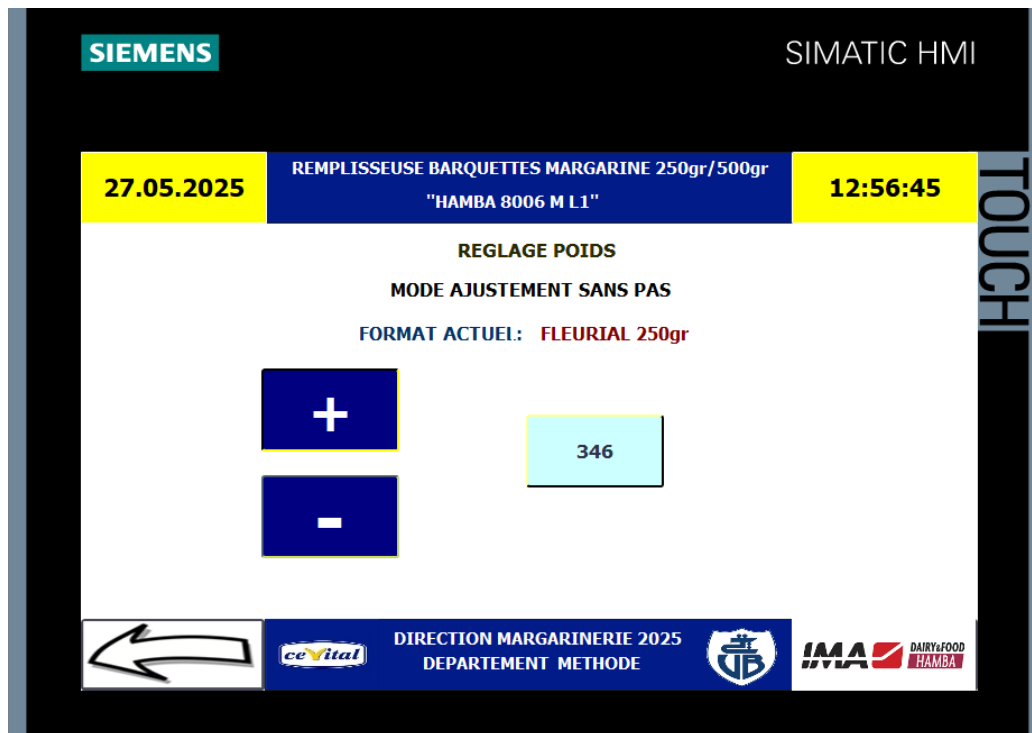 SIEMENS
SIMATIC HMI
TOUCH
27.05.2025
REMPLISSEUSE BARQUETTES MARGARINE 250gr/500gr
"HAMBA 8006 M L1"
12:56:45
REGLAGE POIDS
MODE AJUSTEMENT SANS PAS
FORMAT ACTUEL: FLEURIAL 250gr
+
346
-
cevital
DIRECTION MARGARINERIE 2025
DEPARTEMENT METHODE
UB
IMA
DAIRY&FOOD
HAMBA